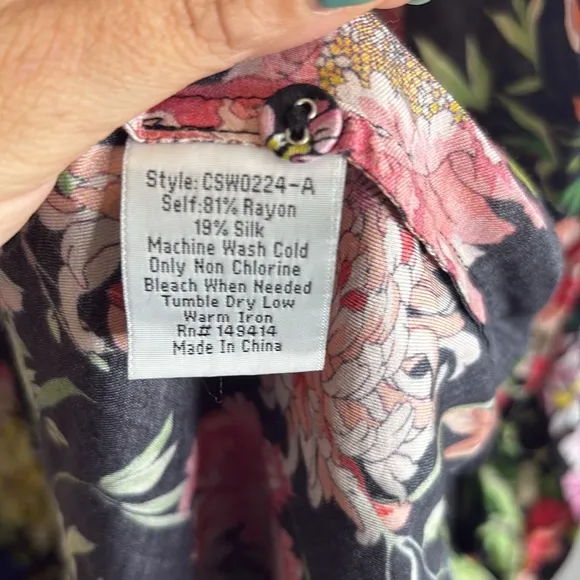 Style: CSW0224-A
Self:81% Rayon
19% Silk
Machine Wash Cold
Only Non Chlorine
Bleach When Needed
Tumble Dry Low
Warm Iron
Rn# 149414
Made In China